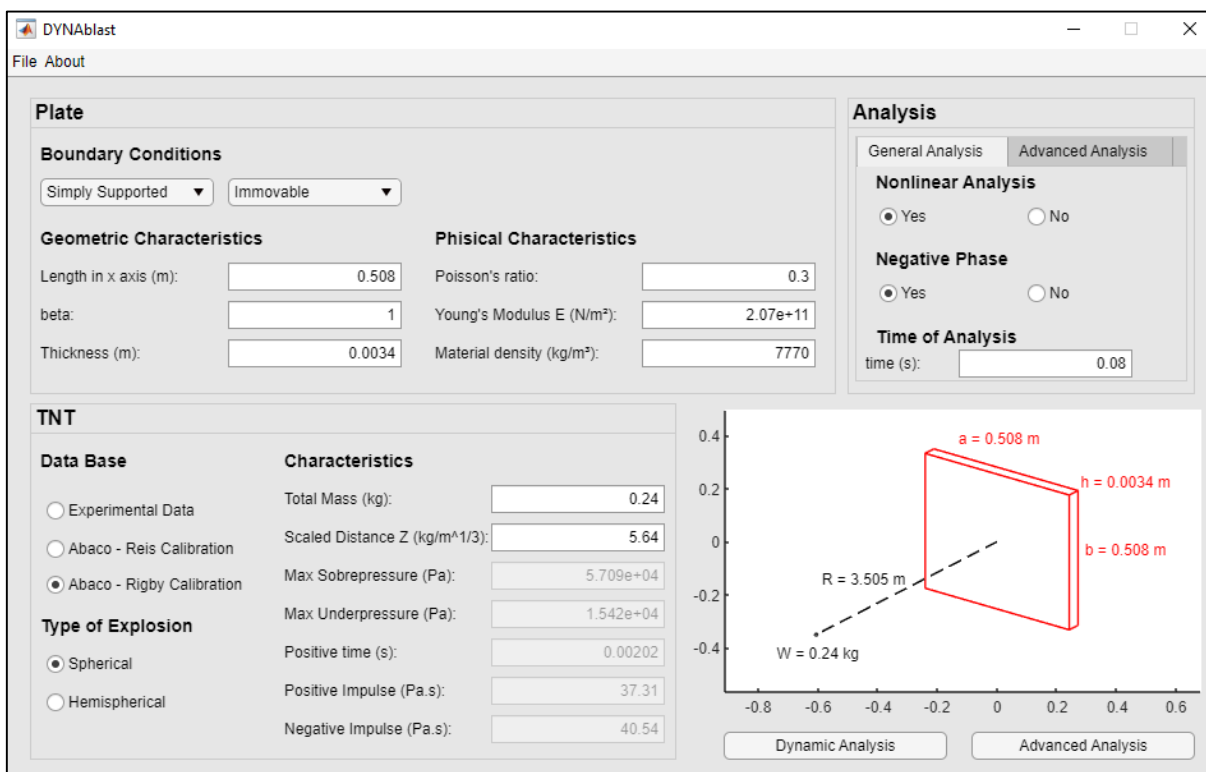 DYNAblast
File About
Plate
Boundary Conditions
Simply Supported Immovable
Geometric Characteristics
Phisical Characteristics
Length in x axis (m): 0.508
Poisson's ratio: 0.3
beta: 1
Young's Modulus E (N/m²): 2.07e+11
Thickness (m): 0.0034
Material density (kg/m³): 7770
Analysis
General Analysis Advanced Analysis
Nonlinear Analysis
Yes No
Negative Phase
Yes No
Time of Analysis
time (s): 0.08
TNT
Data Base
Experimental Data
Abaco - Reis Calibration
Abaco - Rigby Calibration
Type of Explosion
Spherical
Hemispherical
Characteristics
Total Mass (kg): 0.24
Scaled Distance Z (kg/m^1/3): 5.64
Max Sobrepressure (Pa): 5.709e+04
Max Underpressure (Pa): 1.542e+04
Positive time (s): 0.00202
Positive Impulse (Pa.s): 37.31
Negative Impulse (Pa.s): 40.54
0.4
0.2
0
-0.2
-0.4
a = 0.508 m
h = 0.0034 m
b = 0.508 m
R = 3.505 m
W = 0.24 kg
-0.8 -0.6 -0.4 -0.2 0 0.2 0.4 0.6
Dynamic Analysis Advanced Analysis